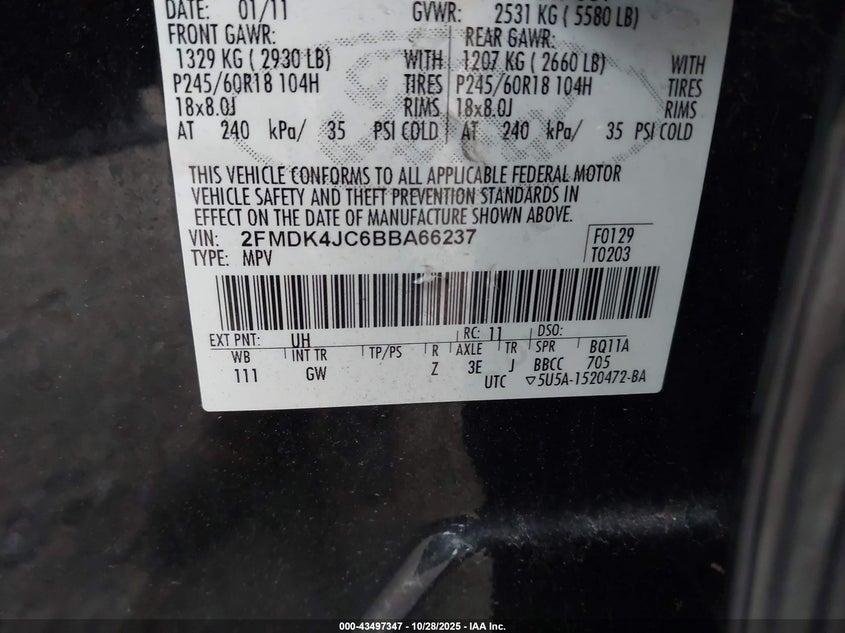 DATE: 01/11 GVWR: 2531 KG ( 5580 LB)
FRONT GAWR: REAR GAWR:
1329 KG ( 2930 LB) WITH 1207 KG ( 2660 LB) WITH
P245/60R18 104H TIRES P245/60R18 104H TIRES
18x8.0J RIMS 18x8.0J RIMS
AT 240 kPa/ 35 PSI COLD AT 240 kPa/ 35 PSI COLD
THIS VEHICLE CONFORMS TO ALL APPLICABLE FEDERAL MOTOR
VEHICLE SAFETY AND THEFT PREVENTION STANDARDS IN
EFFECT ON THE DATE OF MANUFACTURE SHOWN ABOVE.
VIN: 2FMDK4JC6BBA66237 F0129
TYPE: MPV T0203
EXT PNT: UH RC: 11 DSO:
WB INT TR TP/PS R AXLE TR SPR BQ11A
111 GW Z 3E J BBCC 705
UTC ▽5U5A-1520472-BA
000-43497347 | 10/28/2025 | IAA Inc.